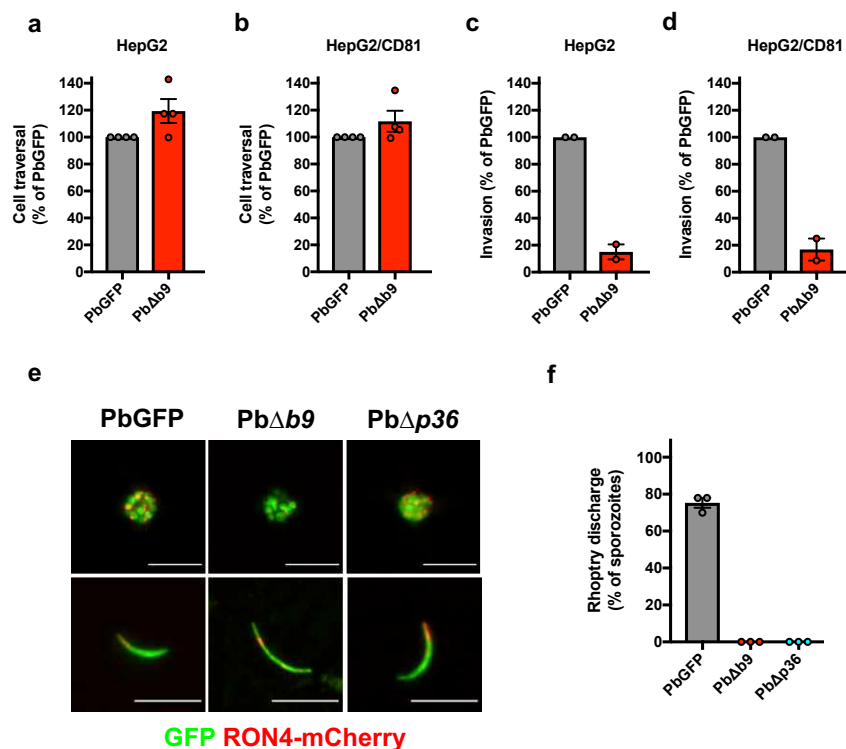 a
HepG2
Cell traversal
(% of PbGFP)
140
120
100
80
60
40
20
0
PbGFP
PbΔb9
b
HepG2/CD81
Cell traversal
(% of PbGFP)
140
120
100
80
60
40
20
0
PbGFP
PbΔb9
c
HepG2
Invasion (% of PbGFP)
140
120
100
80
60
40
20
0
PbGFP
PbΔb9
d
HepG2/CD81
Invasion (% of PbGFP)
140
120
100
80
60
40
20
0
PbGFP
PbΔb9
e
PbGFP PbΔb9 PbΔp36
GFP RON4-mCherry
f
Rhoptry discharge
(% of sporozoites)
100
80
60
40
20
0
PbGFP
PbΔb9
PbΔp36